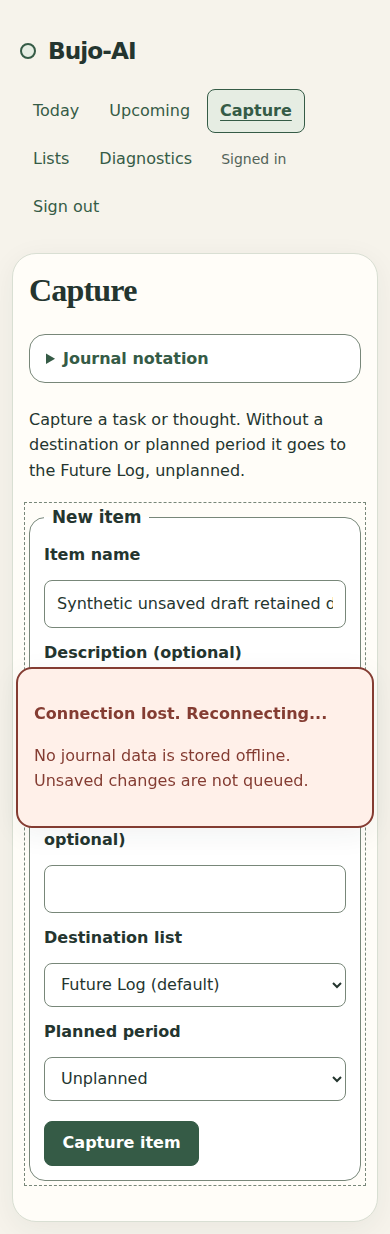 Bujo-AI
Today Upcoming Capture
Lists Diagnostics Signed in
Sign out
Capture
Journal notation
Capture a task or thought. Without a
destination or planned period it goes to
the Future Log, unplanned.
New item
Item name
Synthetic unsaved draft retained
Description (optional)
Connection lost. Reconnecting...
No journal data is stored offline.
Unsaved changes are not queued.
optional)
Destination list
Future Log (default)
Planned period
Unplanned
Capture item